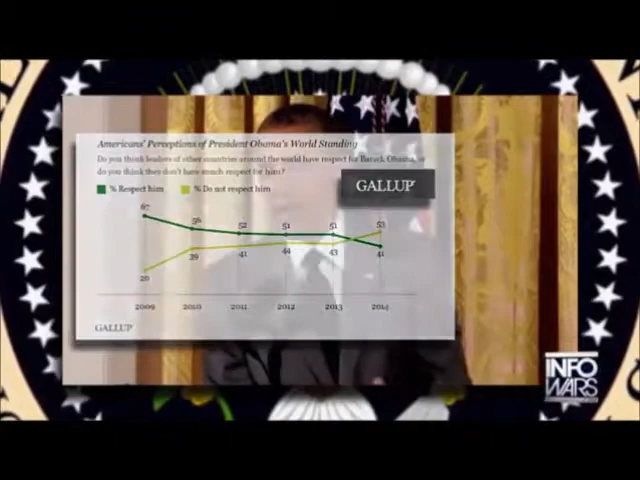 Americans' Perceptions of President Obama's World Standing
Do you think leaders of other countries around the world have respect for Barack Obama, or
do you think they don't have much respect for him?
% Respect him % Do not respect him
GALLUP
67 56 52 51 51 53
20 39 41 44 43 41
2009 2010 2011 2012 2013 2014
GALLUP
INFO
WARS